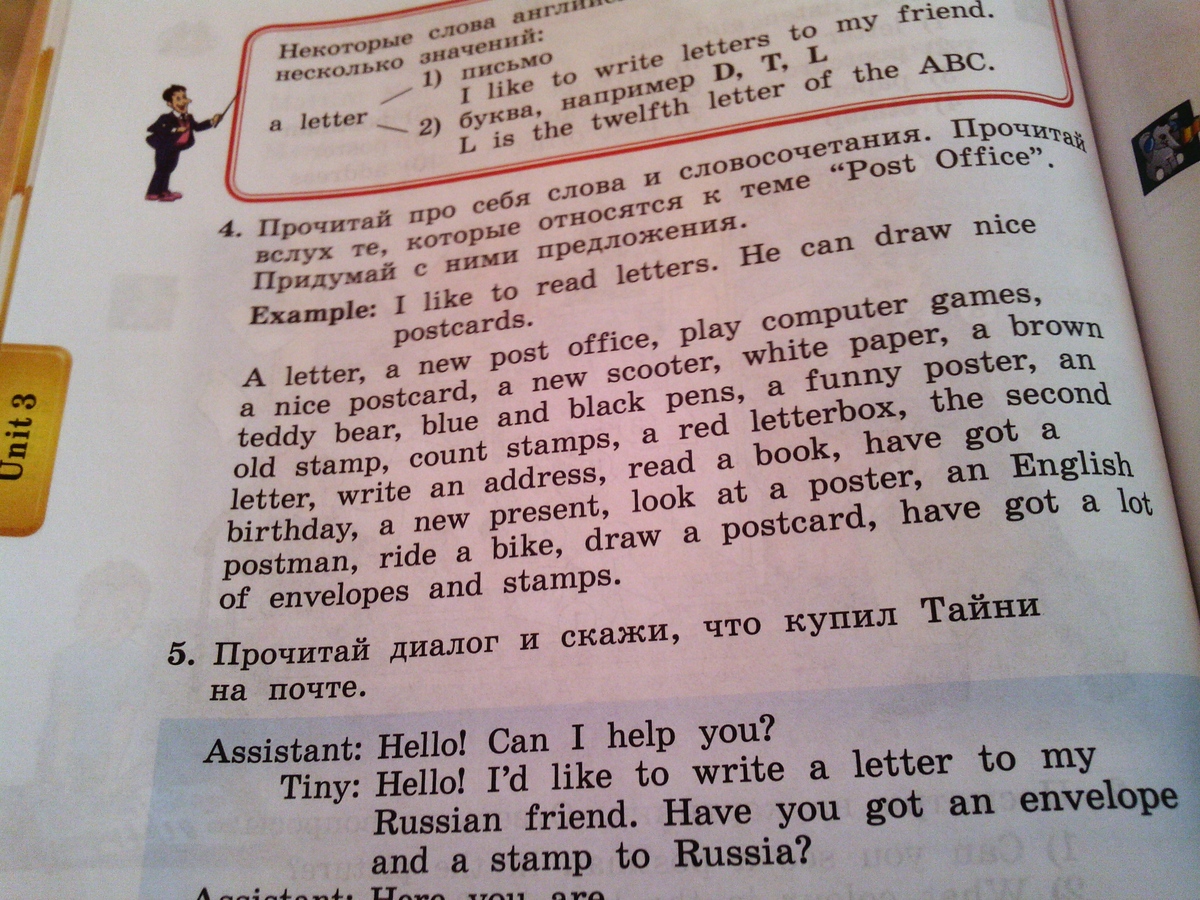 Некоторые слова
несколько значений:
a letter
1) письмо
I like to write letters to my friend.
2) буква, например D, T, L
L is the twelfth letter of the ABC.
4. Прочитай про себя слова и словосочетания. Прочитай
вслух те, которые относятся к теме “Post Office”.
Придумай с ними предложения.
Example: I like to read letters. He can draw nice
postcards.
A letter, a new post office, play computer games,
a nice postcard, a new scooter, white paper, a brown
teddy bear, blue and black pens, a funny poster, an
old stamp, count stamps, a red letterbox, the second
letter, write an address, read a book, have got a
birthday, a new present, look at a poster, an English
postman, ride a bike, draw a postcard, have got a lot
of envelopes and stamps.
5. Прочитай диалог и скажи, что купил Тайни
на почте.
Assistant: Hello! Can I help you?
Tiny: Hello! I’d like to write a letter to my
Russian friend. Have you got an envelope
and a stamp to Russia?
Assistant: Here you are
Unit 3